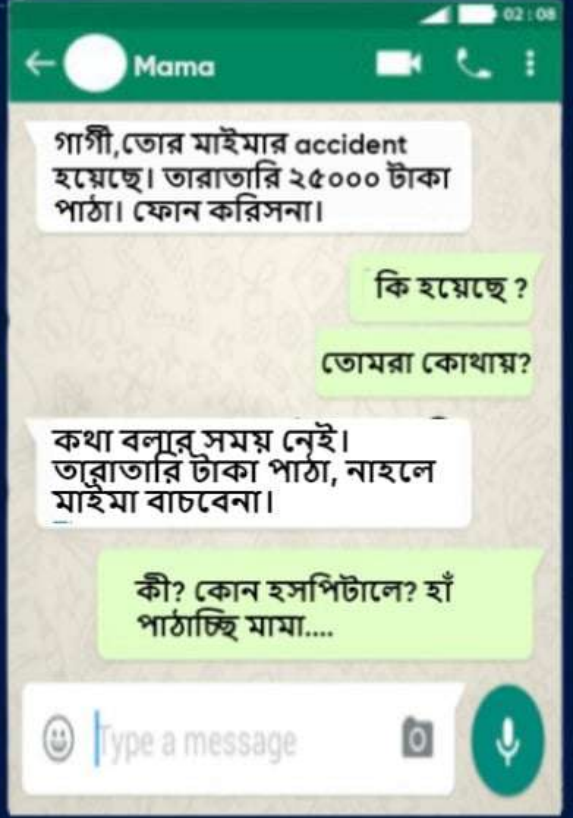 02:08
Mama
গার্গী,তোর মাইমার accident
হয়েছে। তারাতারি ২৫০০০ টাকা
পাঠা। ফোন করিসনা।
কি হয়েছে ?
তোমরা কোথায়?
কথা বলার সময় নেই।
তারাতারি টাকা পাঠা, নাহলে
মাইমা বাচবেনা।
কী? কোন হসপিটালে? হাঁ
পাঠাচ্ছি মামা....
Type a message